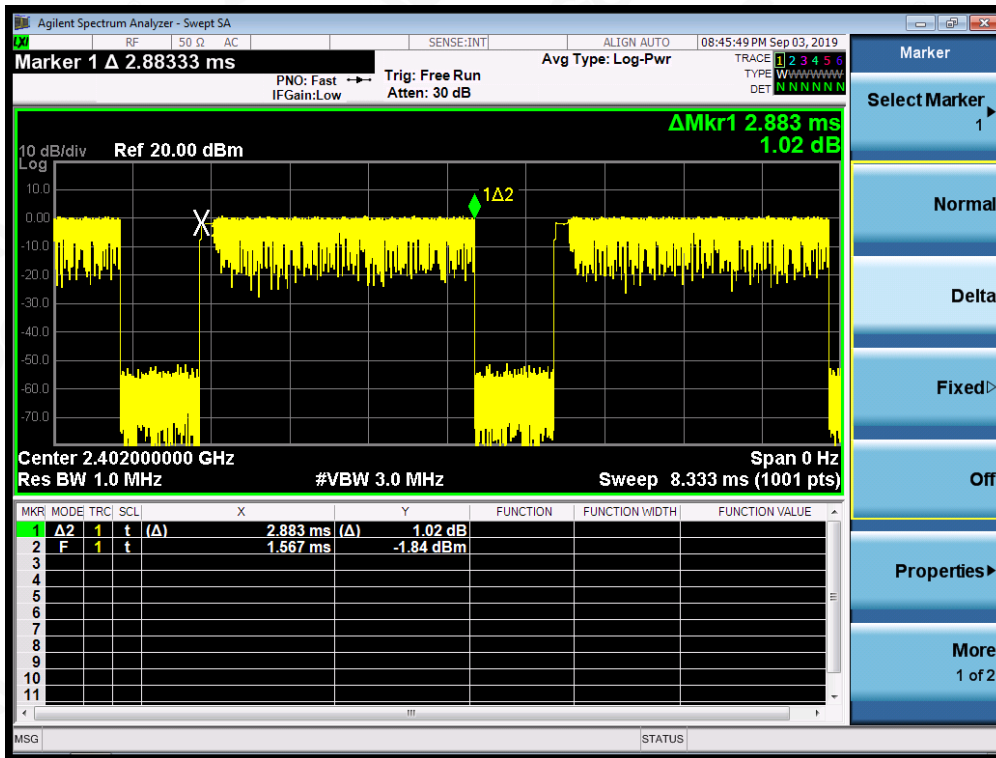 Agilent Spectrum Analyzer - Swept SA
LXI RF 50 Ω AC SENSE:INT ALIGN AUTO 08:45:49 PM Sep 03, 2019
Marker 1 Δ 2.88333 ms
PNO: Fast
IFGain:Low
Trig: Free Run
Atten: 30 dB
Avg Type: Log-Pwr
TRACE 1 2 3 4 5 6
TYPE WWWWWW
DET N N N N N N
ΔMkr1 2.883 ms
1.02 dB
10 dB/div Ref 20.00 dBm
Log
10.0
0.00
-10.0
-20.0
-30.0
-40.0
-50.0
-60.0
-70.0
1Δ2
Center 2.402000000 GHz Span 0 Hz
Res BW 1.0 MHz #VBW 3.0 MHz Sweep 8.333 ms (1001 pts)
MKR MODE TRC SCL X Y FUNCTION FUNCTION WIDTH FUNCTION VALUE
1 Δ2 1 t (Δ) 2.883 ms (Δ) 1.02 dB
2 F 1 t 1.567 ms -1.84 dBm
3
4
5
6
7
8
9
10
11
MSG STATUS
Marker
Select Marker
1
Normal
Delta
Fixed
Off
Properties
More
1 of 2